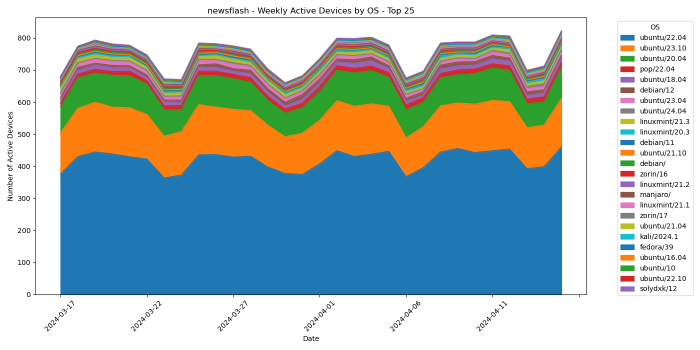 newsflash - Weekly Active Devices by OS - Top 25
Number of Active Devices
800
700
600
500
400
300
200
100
0
2024-03-17
2024-03-22
2024-03-27
2024-04-01
2024-04-06
2024-04-11
Date
OS
ubuntu/22.04
ubuntu/23.10
ubuntu/20.04
pop/22.04
ubuntu/18.04
debian/12
ubuntu/23.04
ubuntu/24.04
linuxmint/21.3
linuxmint/20.3
debian/11
ubuntu/21.10
debian/
zorin/16
linuxmint/21.2
manjaro/
linuxmint/21.1
zorin/17
ubuntu/21.04
kali/2024.1
fedora/39
ubuntu/16.04
ubuntu/10
ubuntu/22.10
solydxk/12